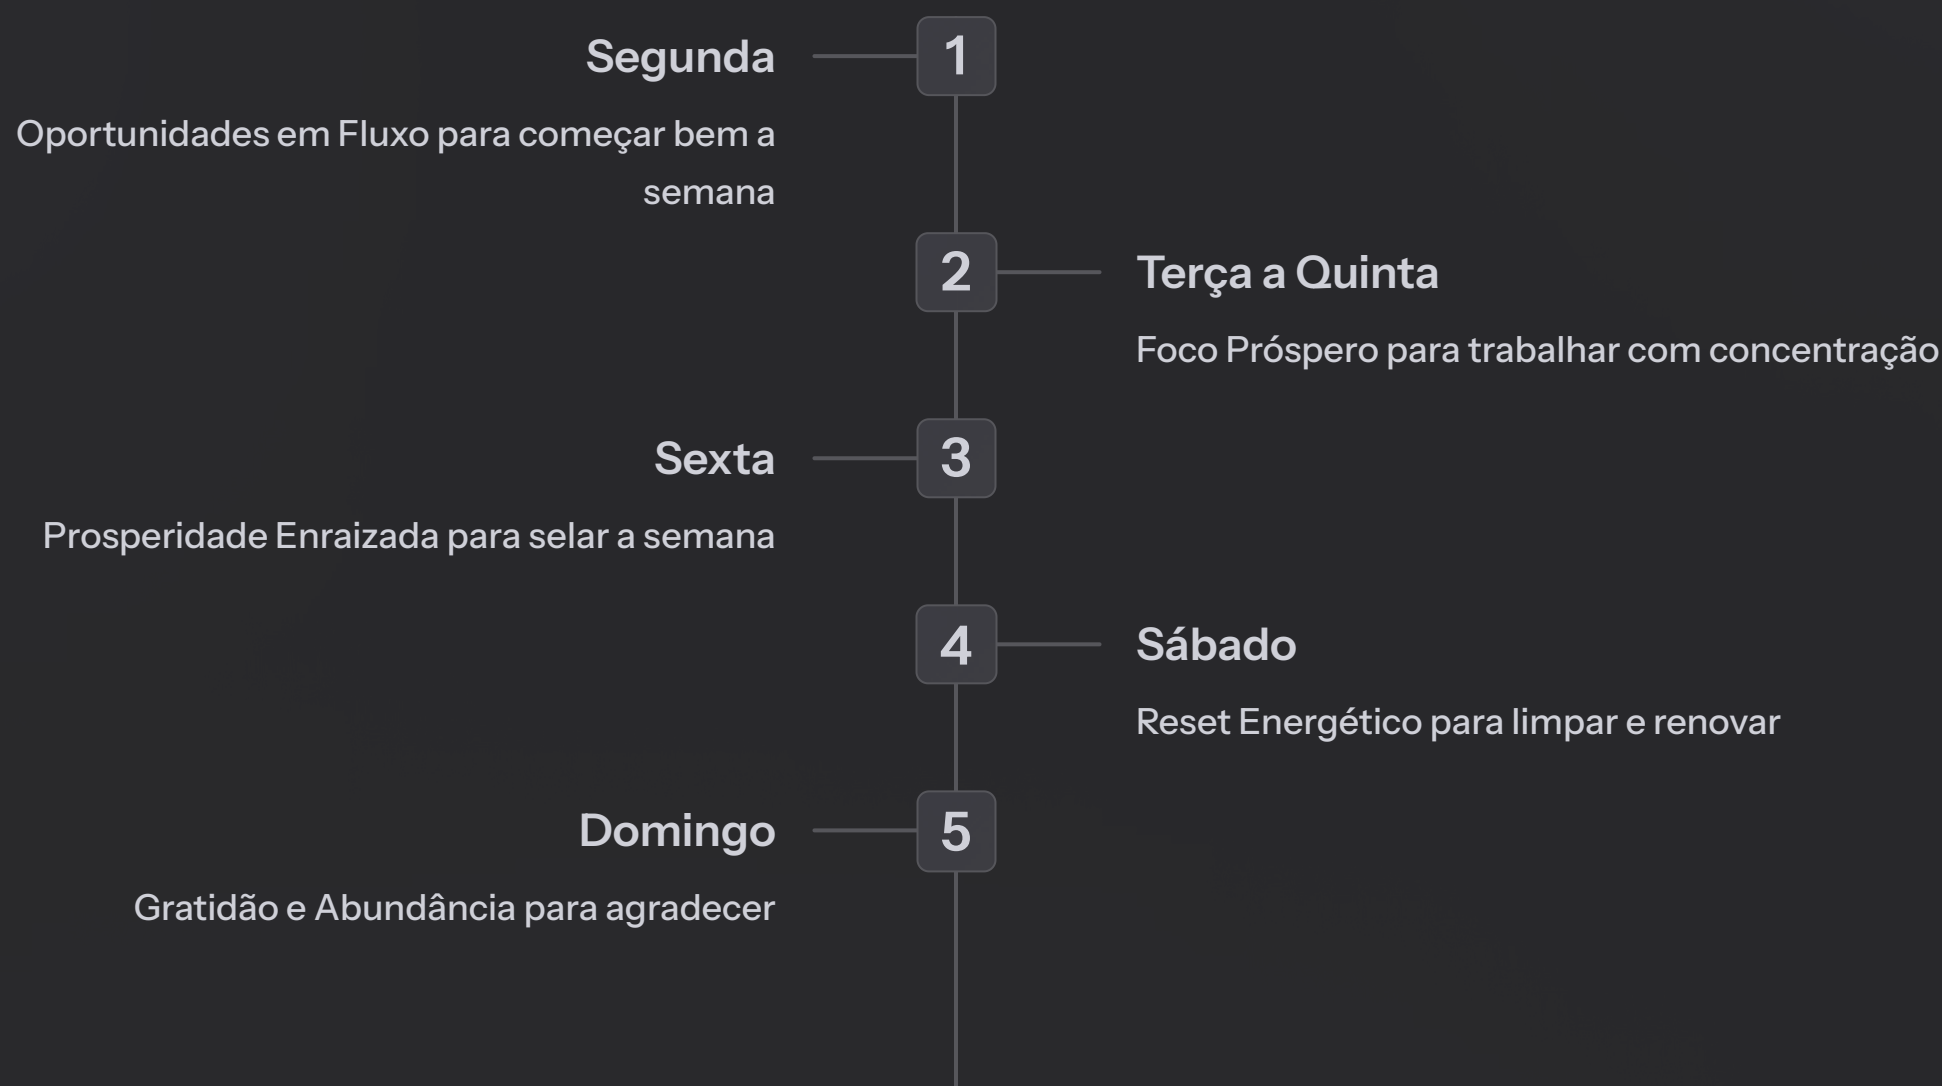 Segunda
1
Oportunidades em Fluxo para começar bem a
semana
2
Terça a Quinta
Foco Próspero para trabalhar com concentração
Sexta
3
Prosperidade Enraizada para selar a semana
4
Sábado
Reset Energético para limpar e renovar
Domingo
5
Gratidão e Abundância para agradecer